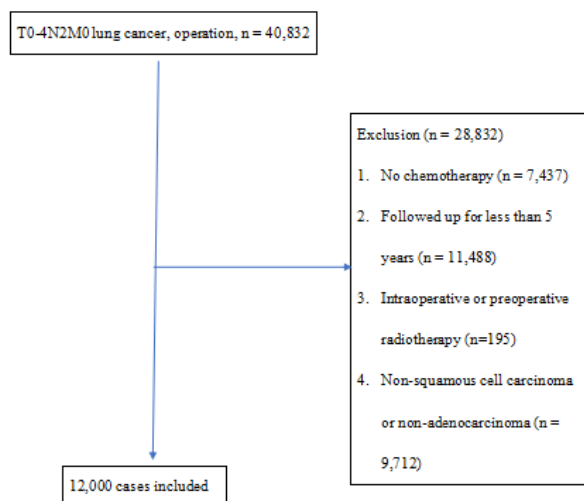 T0-4N2M0 lung cancer, operation, n = 40,832
Exclusion (n = 28,832)
1. No chemotherapy (n = 7,437)
2. Followed up for less than 5
years (n = 11,488)
3. Intraoperative or preoperative
radiotherapy (n=195)
4. Non-squamous cell carcinoma
or non-adenocarcinoma (n =
9,712)
12,000 cases included